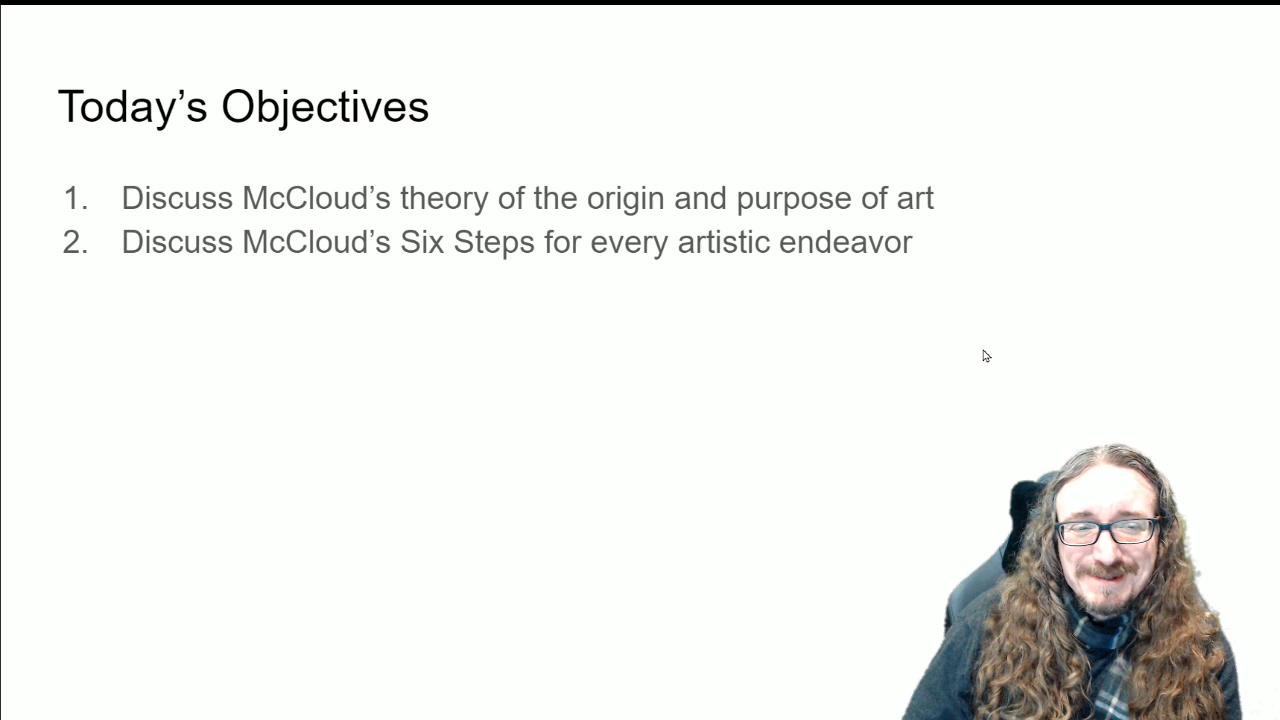 Today’s Objectives
1. Discuss McCloud’s theory of the origin and purpose of art
2. Discuss McCloud’s Six Steps for every artistic endeavor